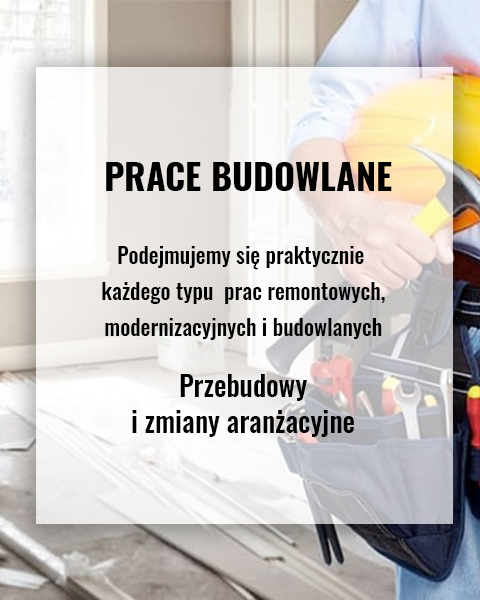 PRACE BUDOWLANE
Podejmujemy się praktycznie
każdego typu prac remontowych,
modernizacyjnych i budowlanych
Przebudowy
i zmiany aranżacyjne